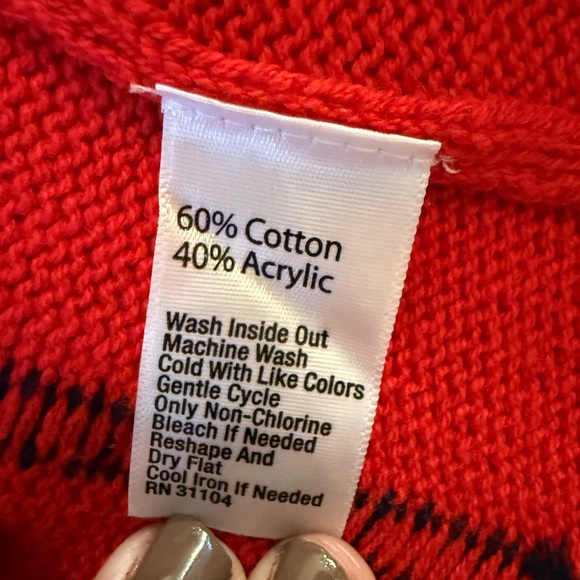 60% Cotton
40% Acrylic
Wash Inside Out
Machine Wash
Cold With Like Colors
Gentle Cycle
Only Non-Chlorine
Bleach If Needed
Reshape And
Dry Flat
Cool Iron If Needed
RN 31104